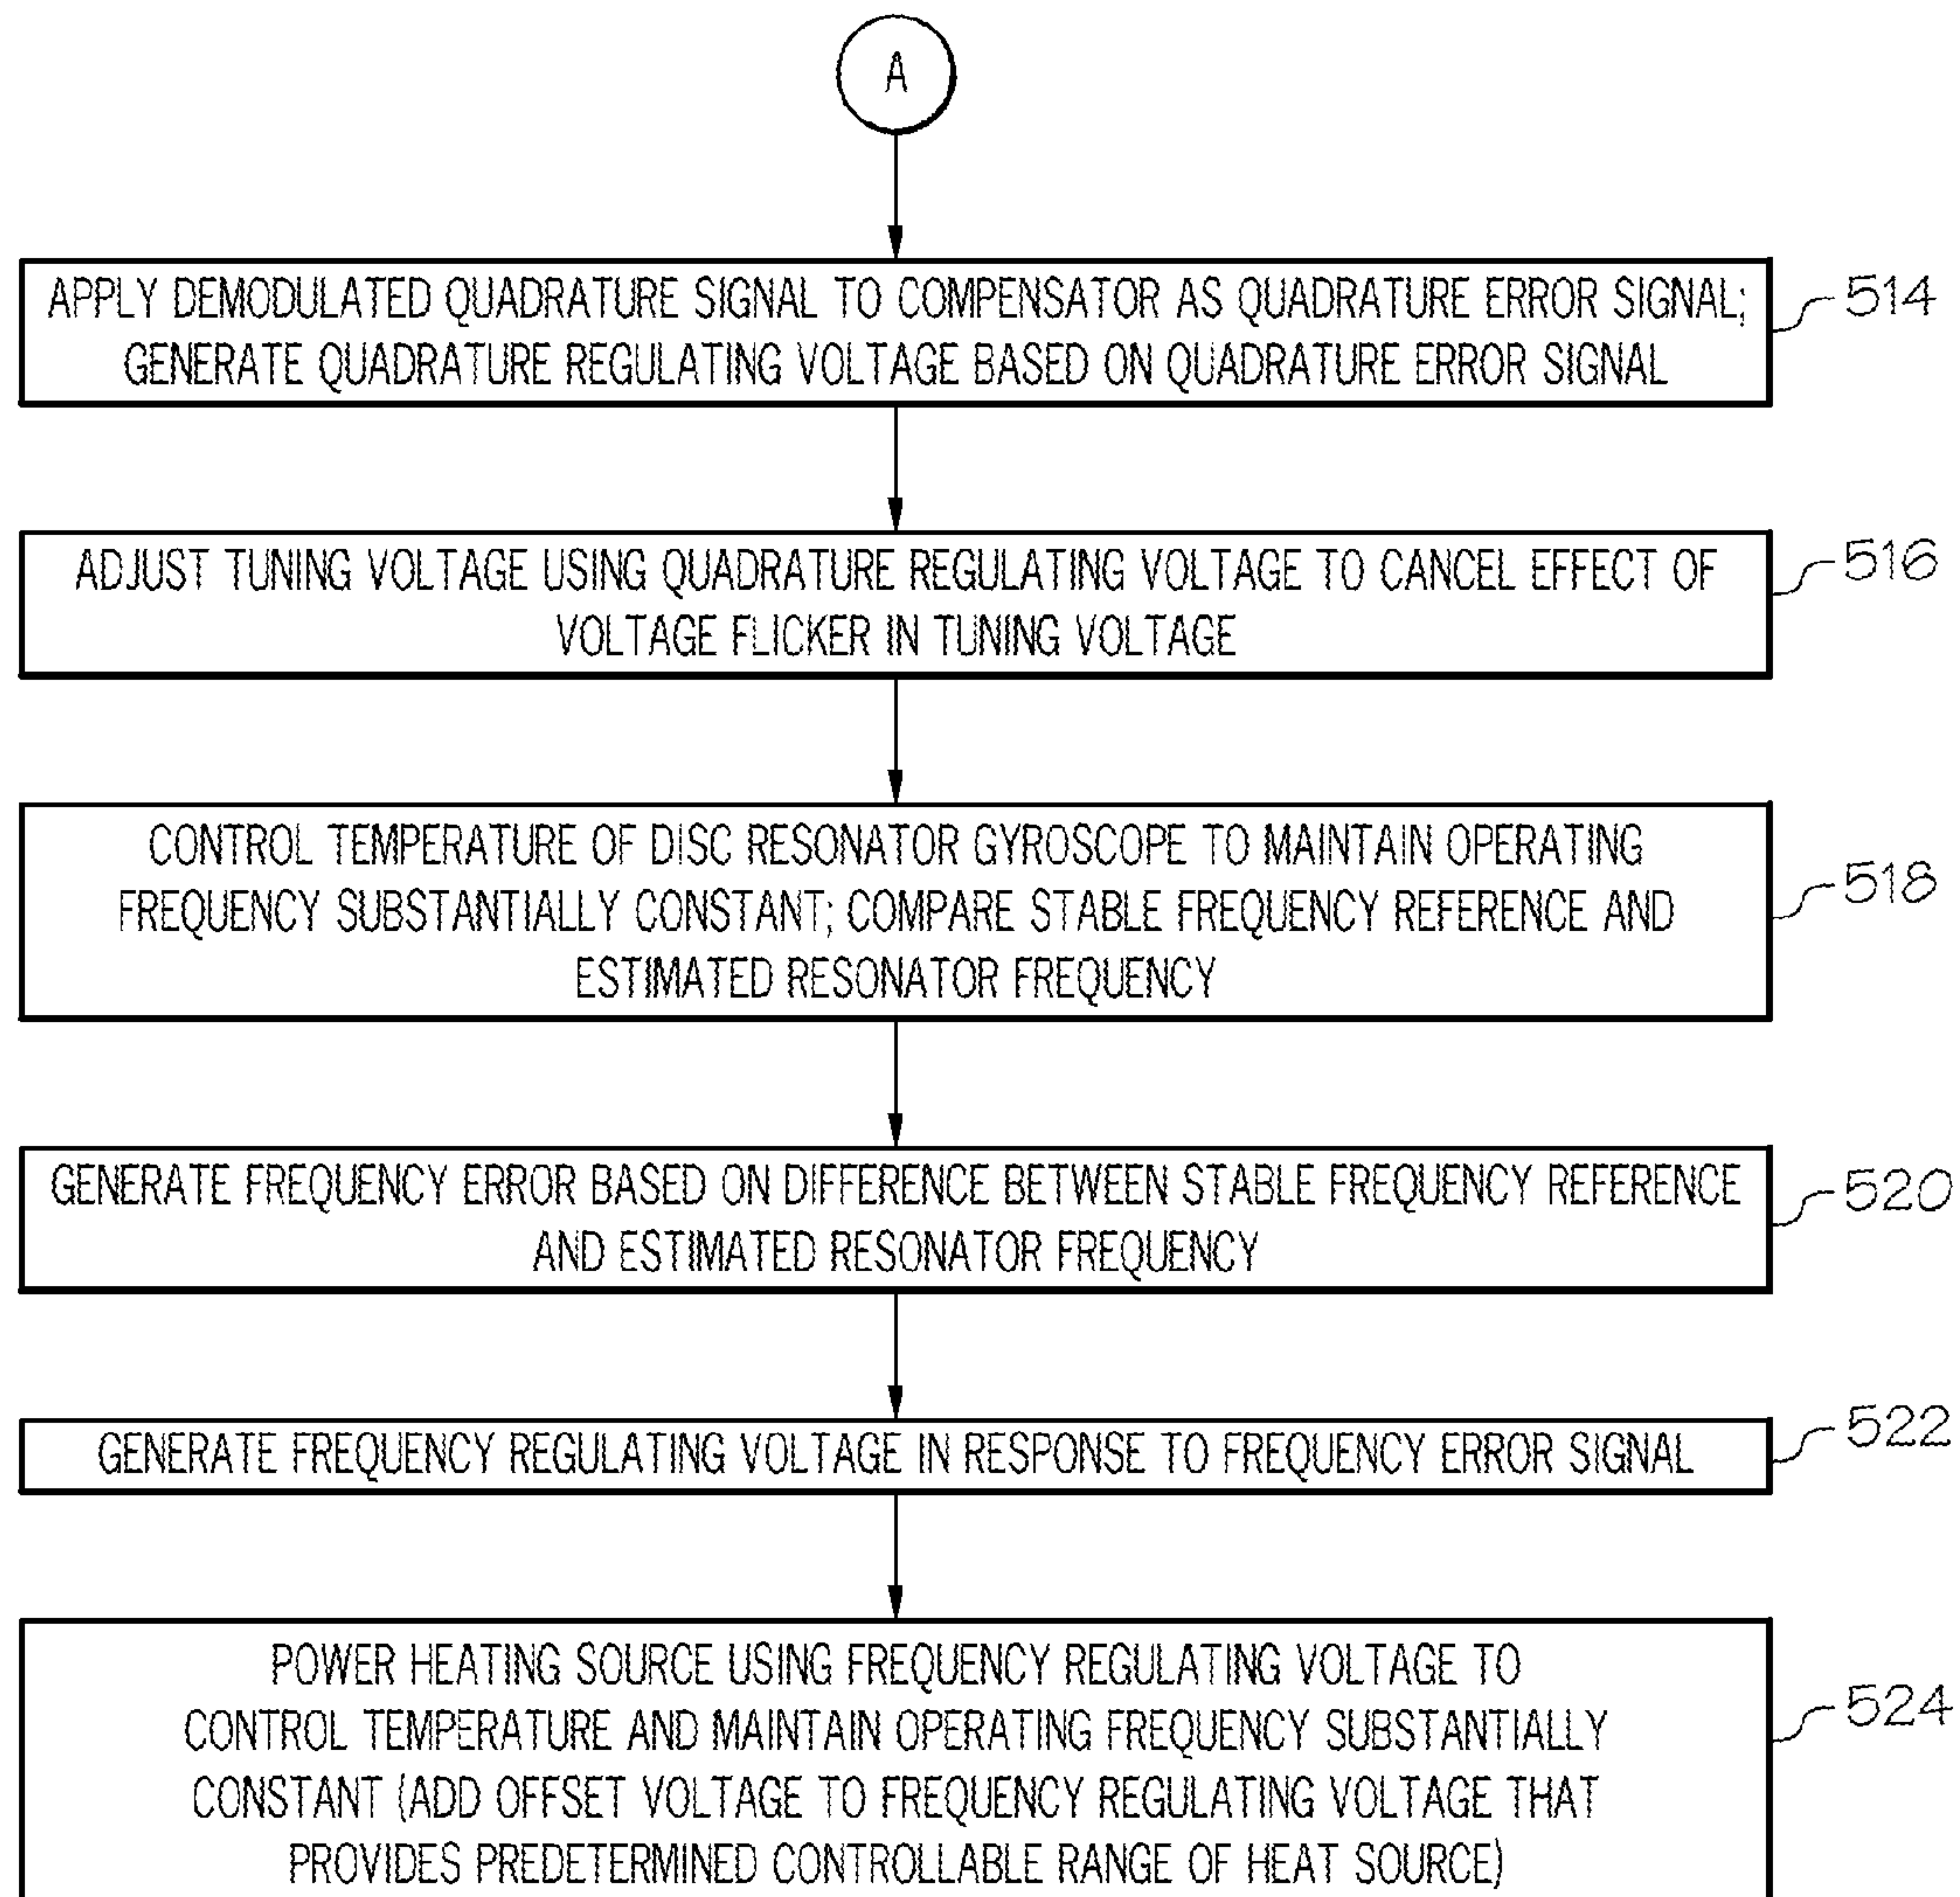 A
APPLY DEMODULATED QUADRATURE SIGNAL TO COMPENSATOR AS QUADRATURE ERROR SIGNAL;
GENERATE QUADRATURE REGULATING VOLTAGE BASED ON QUADRATURE ERROR SIGNAL
514
ADJUST TUNING VOLTAGE USING QUADRATURE REGULATING VOLTAGE TO CANCEL EFFECT OF
VOLTAGE FLICKER IN TUNING VOLTAGE
516
CONTROL TEMPERATURE OF DISC RESONATOR GYROSCOPE TO MAINTAIN OPERATING
FREQUENCY SUBSTANTIALLY CONSTANT; COMPARE STABLE FREQUENCY REFERENCE AND
ESTIMATED RESONATOR FREQUENCY
518
GENERATE FREQUENCY ERROR BASED ON DIFFERENCE BETWEEN STABLE FREQUENCY REFERENCE
AND ESTIMATED RESONATOR FREQUENCY
520
GENERATE FREQUENCY REGULATING VOLTAGE IN RESPONSE TO FREQUENCY ERROR SIGNAL
522
POWER HEATING SOURCE USING FREQUENCY REGULATING VOLTAGE TO
CONTROL TEMPERATURE AND MAINTAIN OPERATING FREQUENCY SUBSTANTIALLY
CONSTANT (ADD OFFSET VOLTAGE TO FREQUENCY REGULATING VOLTAGE THAT
PROVIDES PREDETERMINED CONTROLLABLE RANGE OF HEAT SOURCE)
524